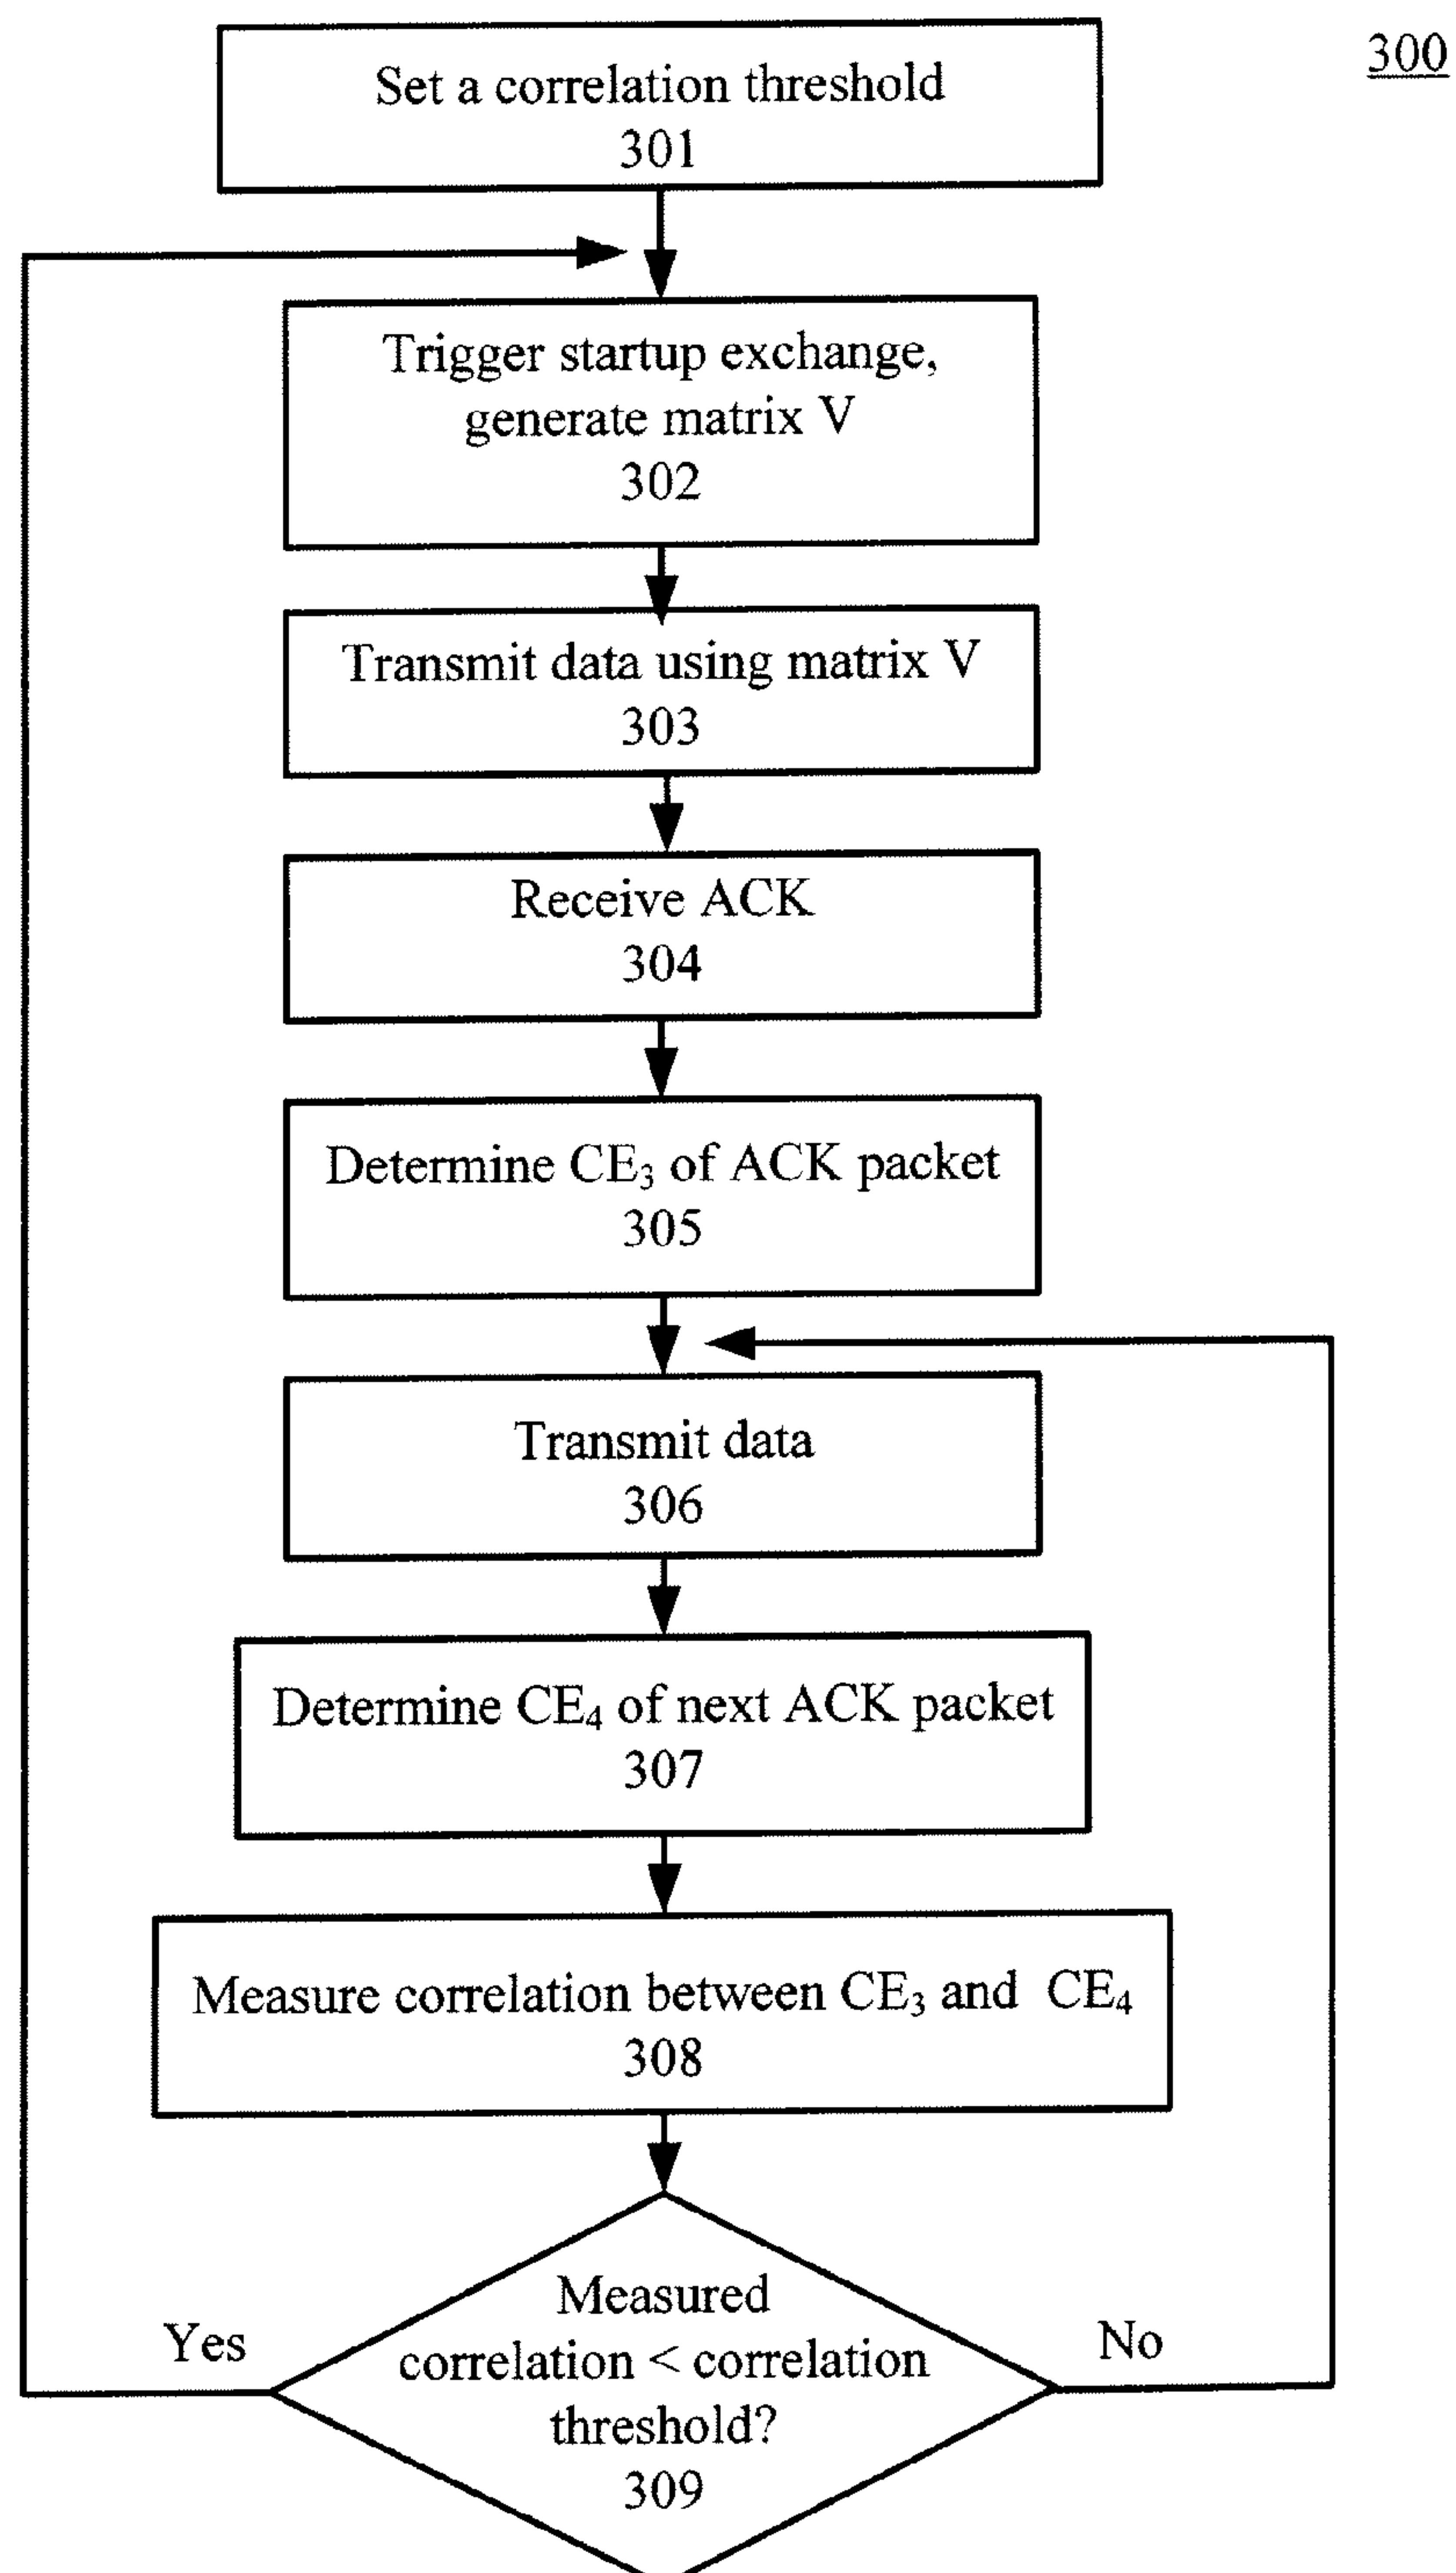 300
Set a correlation threshold
301
Trigger startup exchange,
generate matrix V
302
Transmit data using matrix V
303
Receive ACK
304
Determine CE₃ of ACK packet
305
Transmit data
306
Determine CE₄ of next ACK packet
307
Measure correlation between CE₃ and CE₄
308
Measured
correlation < correlation
threshold?
309
Yes
No